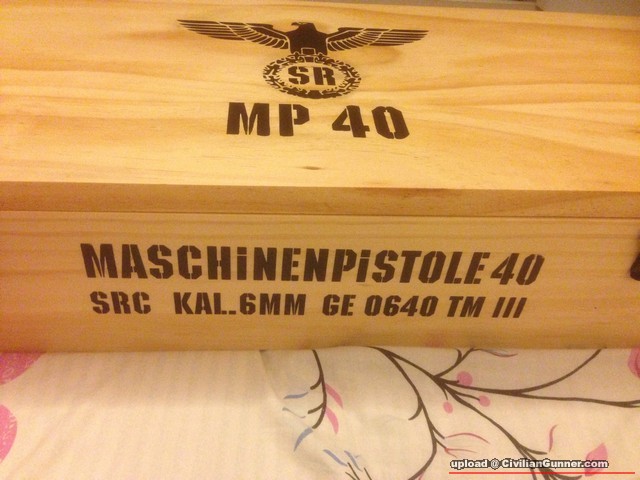 SR
MP 40
MASCHiNENPiSTOLE 40
SRC KAL..6MM GE 0640 TM III
upload @ CivilianGunner.com